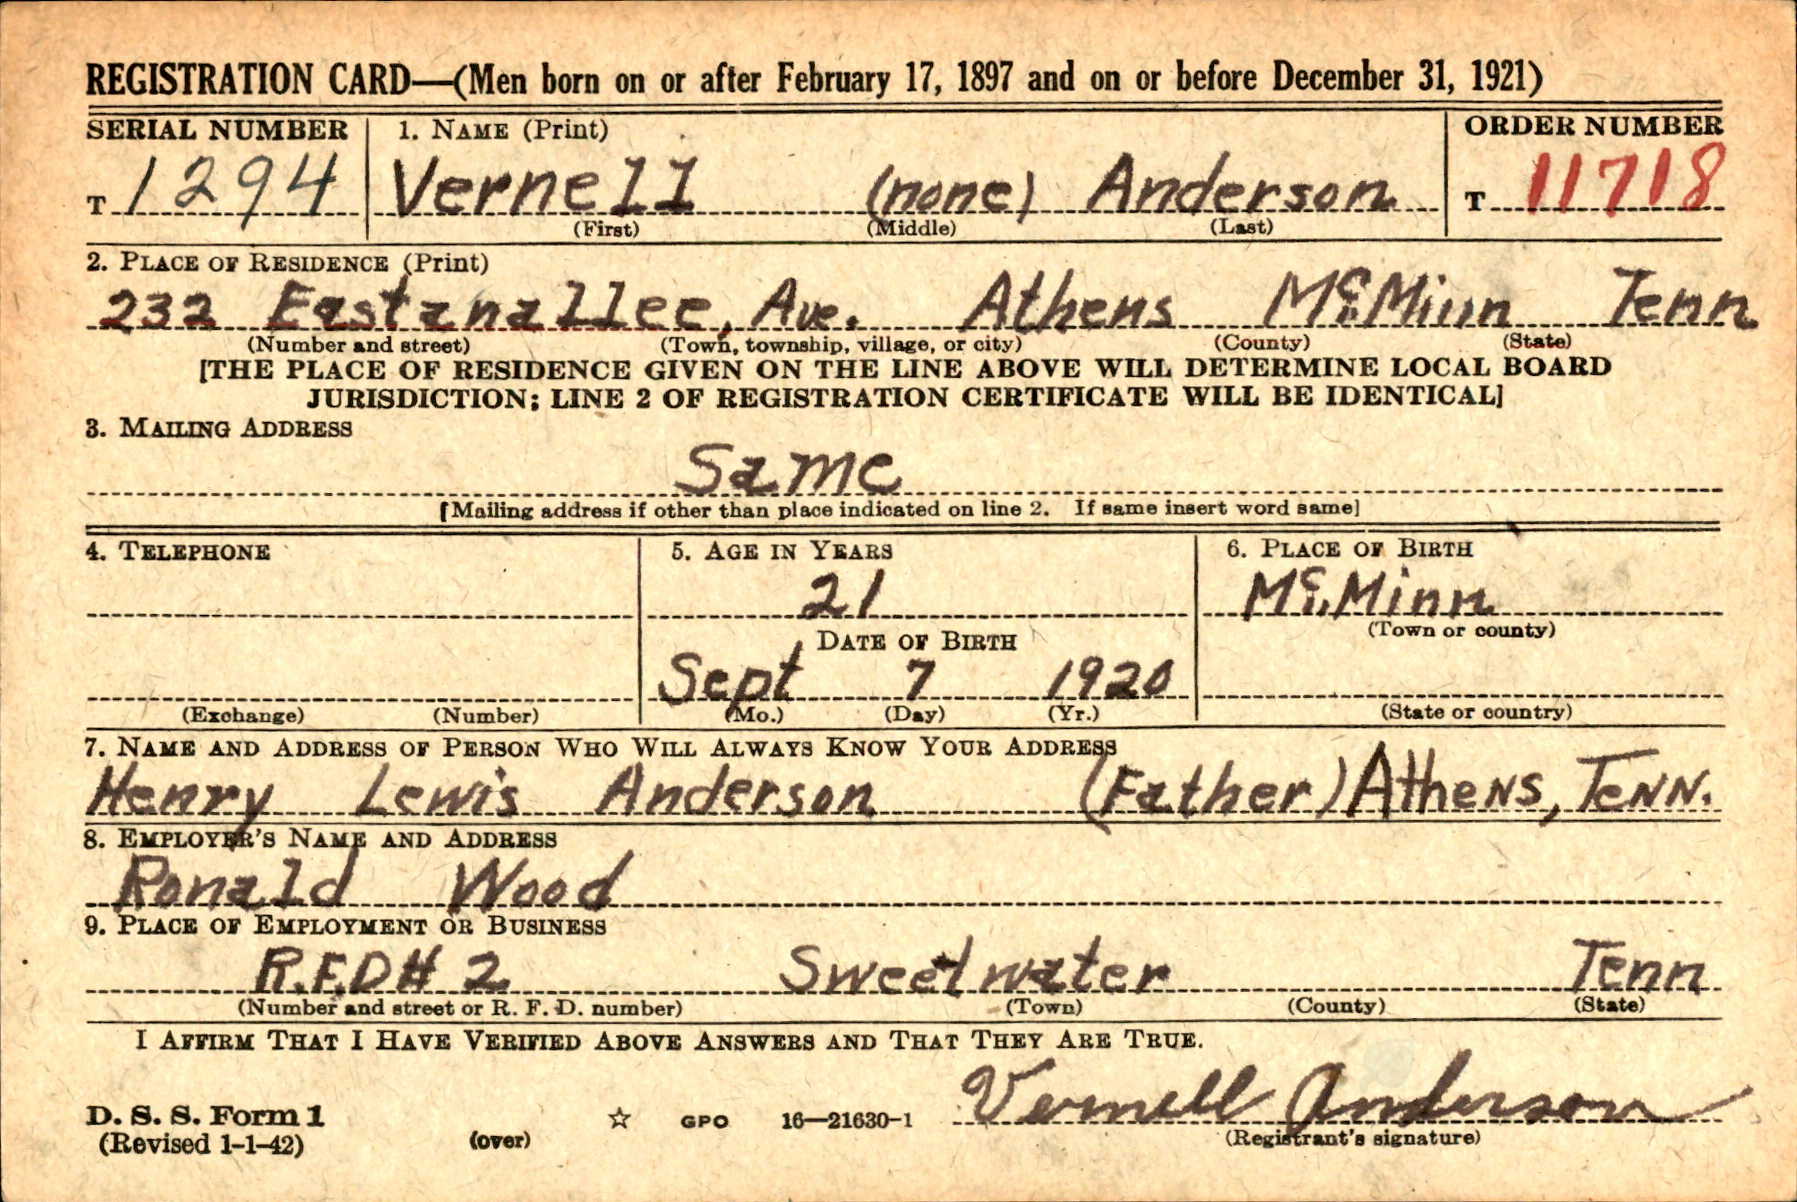 REGISTRATION CARD—(Men born on or after February 17, 1897 and on or before December 31, 1921)
SERIAL NUMBER 1. NAME (Print) ORDER NUMBER
T 1294 Vernell (none) Anderson T 11718
(First) (Middle) (Last)
2. PLACE OF RESIDENCE (Print)
232 Eastanallee, Ave. Athens McMinn Tenn
(Number and street) (Town, township, village, or city) (County) (State)
[THE PLACE OF RESIDENCE GIVEN ON THE LINE ABOVE WILL DETERMINE LOCAL BOARD
JURISDICTION; LINE 2 OF REGISTRATION CERTIFICATE WILL BE IDENTICAL]
3. MAILING ADDRESS
Same
[Mailing address if other than place indicated on line 2. If same insert word same]
4. TELEPHONE 5. AGE IN YEARS 6. PLACE OF BIRTH
21 Mc.Minn
DATE OF BIRTH (Town or county)
Sept 7 1920
(Exchange) (Number) (Mo.) (Day) (Yr.) (State or country)
7. NAME AND ADDRESS OF PERSON WHO WILL ALWAYS KNOW YOUR ADDRESS
Henry Lewis Anderson (Father) Athens, Tenn.
8. EMPLOYER'S NAME AND ADDRESS
Ronald Wood
9. PLACE OF EMPLOYMENT OR BUSINESS
R.F.D# 2 Sweetwater Tenn
(Number and street or R. F. D. number) (Town) (County) (State)
I AFFIRM THAT I HAVE VERIFIED ABOVE ANSWERS AND THAT THEY ARE TRUE.
Vernell Anderson
D. S. S. Form 1 ☆ GPO 16—21630-1
(Revised 1-1-42) (over) (Registrant's signature)